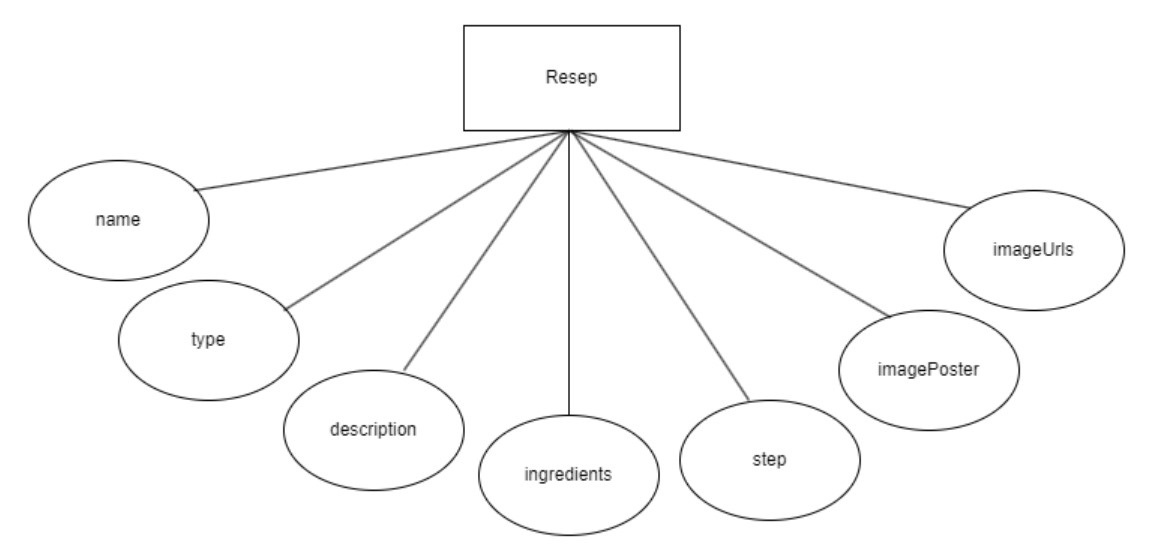 Resep
name
type
description
ingredients
step
imagePoster
imageUrls